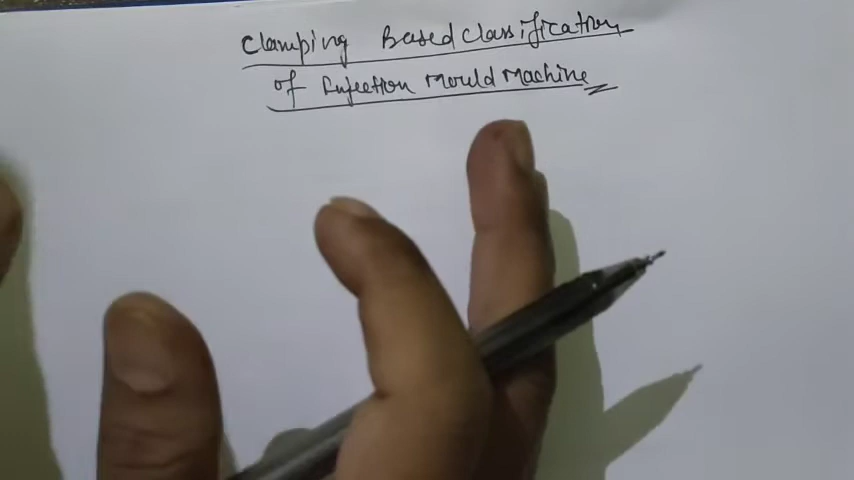 Clamping Based Classification
of Injection Mould Machine